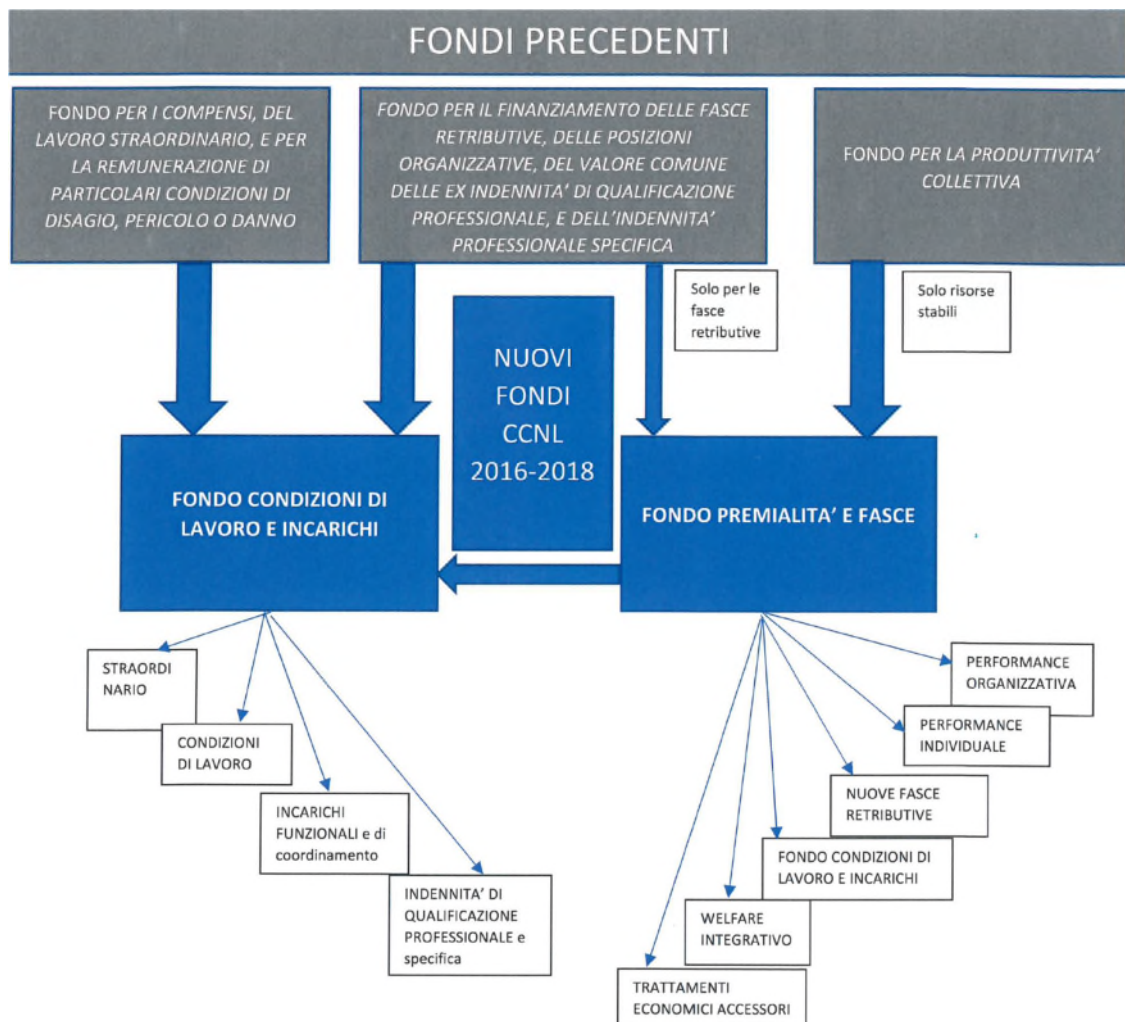 FONDI PRECEDENTI
FONDO PER I COMPENSI, DEL
LAVORO STRAORDINARIO, E PER
LA REMUNERAZIONE DI
PARTICOLARI CONDIZIONI DI
DISAGIO, PERICOLO O DANNO
FONDO PER IL FINANZIAMENTO DELLE FASCE
RETRIBUTIVE, DELLE POSIZIONI
ORGANIZZATIVE, DEL VALORE COMUNE
DELLE EX INDENNITA' DI QUALIFICAZIONE
PROFESSIONALE, E DELL'INDENNITA'
PROFESSIONALE SPECIFICA
FONDO PER LA PRODUTTIVITA'
COLLETTIVA
Solo per le
fasce
retributive
Solo risorse
stabili
NUOVI
FONDI
CCNL
2016-2018
FONDO CONDIZIONI DI
LAVORO E INCARICHI
FONDO PREMIALITA' E FASCE
STRAORDI
NARIO
CONDIZIONI
DI LAVORO
INCARICHI
FUNZIONALI e di
coordinamento
INDENNITA' DI
QUALIFICAZIONE
PROFESSIONALE e
specifica
PERFORMANCE
ORGANIZZATIVA
PERFORMANCE
INDIVIDUALE
NUOVE FASCE
RETRIBUTIVE
FONDO CONDIZIONI DI
LAVORO E INCARICHI
WELFARE
INTEGRATIVO
TRATTAMENTI
ECONOMICI ACCESSORI